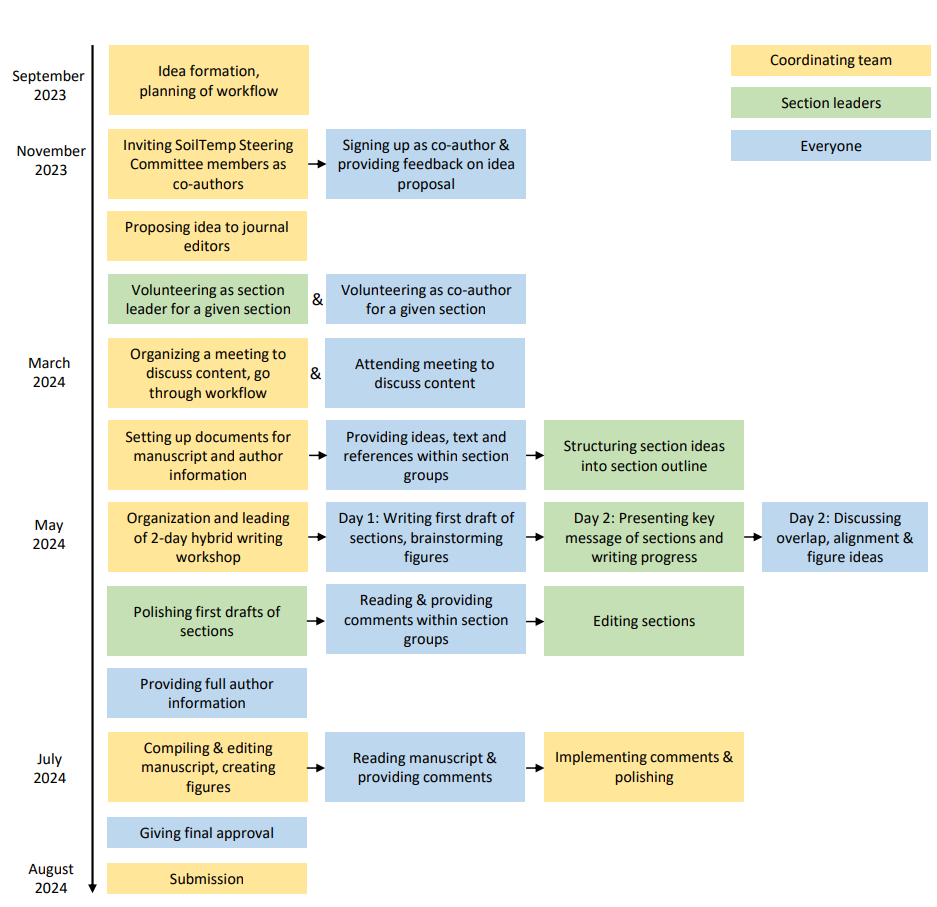 September
2023
Idea formation,
planning of workflow
Coordinating team
Section leaders
Everyone
November
2023
Inviting SoilTemp Steering
Committee members as
co-authors
Signing up as co-author &
providing feedback on idea
proposal
Proposing idea to journal
editors
Volunteering as section
leader for a given section
&
Volunteering as co-author
for a given section
March
2024
Organizing a meeting to
discuss content, go
through workflow
&
Attending meeting to
discuss content
Setting up documents for
manuscript and author
information
Providing ideas, text and
references within section
groups
Structuring section ideas
into section outline
May
2024
Organization and leading
of 2-day hybrid writing
workshop
Day 1: Writing first draft of
sections, brainstorming
figures
Day 2: Presenting key
message of sections and
writing progress
Day 2: Discussing
overlap, alignment &
figure ideas
Polishing first drafts of
sections
Reading & providing
comments within section
groups
Editing sections
Providing full author
information
July
2024
Compiling & editing
manuscript, creating
figures
Reading manuscript &
providing comments
Implementing comments &
polishing
Giving final approval
August
2024
Submission